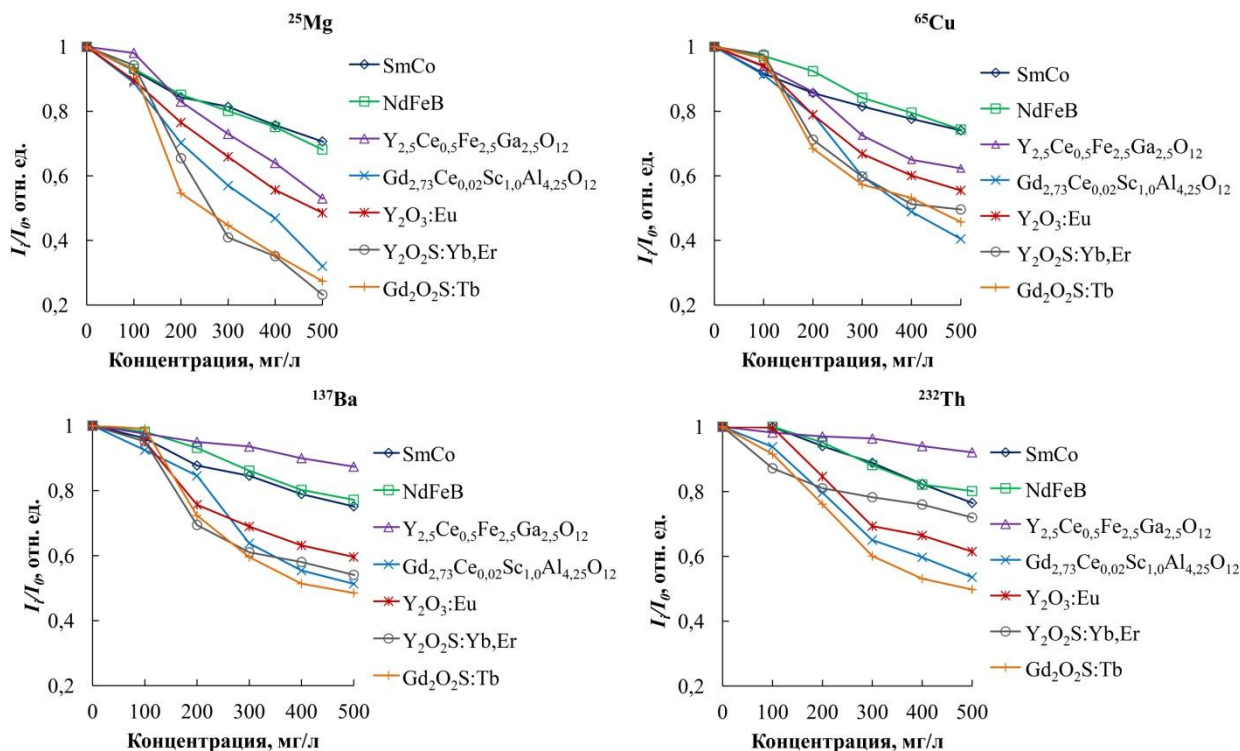 ²⁵Mg
1
0,8
0,6
0,4
0,2
Iᵢ/I₀, отн. ед.
0 100 200 300 400 500
Концентрация, мг/л
SmCo
NdFeB
Y₂,₅Ce₀,₅Fe₂,₅Ga₂,₅O₁₂
Gd₂,₇₃Ce₀,₀₂Sc₁,₀Al₄,₂₅O₁₂
Y₂O₃:Eu
Y₂O₂S:Yb,Er
Gd₂O₂S:Tb
⁶⁵Cu
1
0,8
0,6
0,4
0,2
Iᵢ/I₀, отн. ед.
0 100 200 300 400 500
Концентрация, мг/л
SmCo
NdFeB
Y₂,₅Ce₀,₅Fe₂,₅Ga₂,₅O₁₂
Gd₂,₇₃Ce₀,₀₂Sc₁,₀Al₄,₂₅O₁₂
Y₂O₃:Eu
Y₂O₂S:Yb,Er
Gd₂O₂S:Tb
¹³⁷Ba
1
0,8
0,6
0,4
0,2
Iᵢ/I₀, отн. ед.
0 100 200 300 400 500
Концентрация, мг/л
SmCo
NdFeB
Y₂,₅Ce₀,₅Fe₂,₅Ga₂,₅O₁₂
Gd₂,₇₃Ce₀,₀₂Sc₁,₀Al₄,₂₅O₁₂
Y₂O₃:Eu
Y₂O₂S:Yb,Er
Gd₂O₂S:Tb
²³²Th
1
0,8
0,6
0,4
0,2
Iᵢ/I₀, отн. ед.
0 100 200 300 400 500
Концентрация, мг/л
SmCo
NdFeB
Y₂,₅Ce₀,₅Fe₂,₅Ga₂,₅O₁₂
Gd₂,₇₃Ce₀,₀₂Sc₁,₀Al₄,₂₅O₁₂
Y₂O₃:Eu
Y₂O₂S:Yb,Er
Gd₂O₂S:Tb